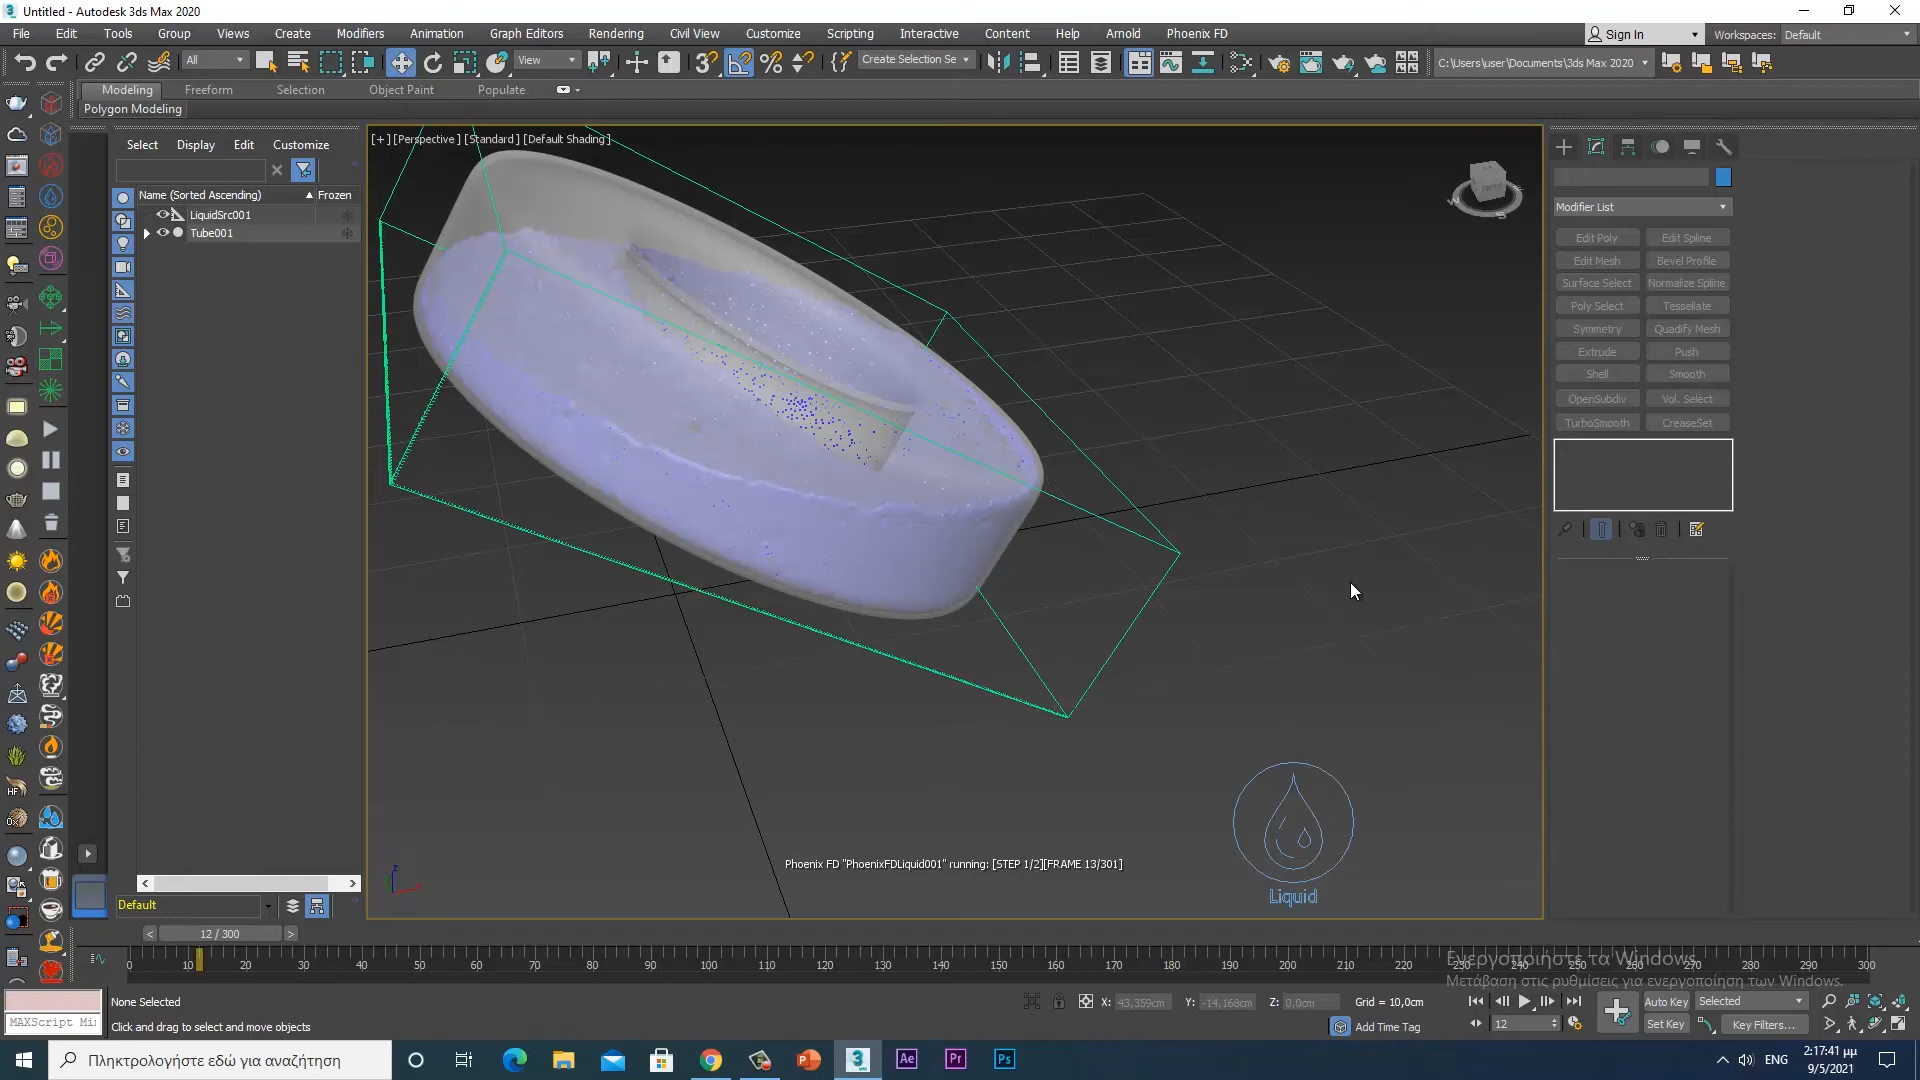 Untitled - Autodesk 3ds Max 2020
File Edit Tools Group Views Create Modifiers Animation Graph Editors Rendering Civil View Customize Scripting Interactive Content Help Arnold Phoenix FD
Sign In
Workspaces: Default
All
View
Create Selection Se
C:\Users\user\Documents\3ds Max 2020
Modeling Freeform Selection Object Paint Populate
Polygon Modeling
Select Display Edit Customize
Name (Sorted Ascending) Frozen
LiquidSrc001
Tube001
[+] [Perspective] [Standard] [Default Shading]
Modifier List
Edit Poly Edit Spline
Edit Mesh Bevel Profile
Surface Select Normalize Spline
Poly Select Tessellate
Symmetry Quadify Mesh
Extrude Push
Shell Smooth
OpenSubdiv Vol. Select
TurboSmooth CreaseSet
Phoenix FD "PhoenixFDLiquid001" running: [STEP 1/2][FRAME 13/301]
Liquid
Default
< 12 / 300 >
0 10 20 30 40 50 60 70 80 90 100 110 120 130 140 150 160 170 180 190 200 210 220 230 240 250 260 270 280 290 300
Ενεργοποιήστε τα Windows
Μετάβαση στις ρυθμίσεις για ενεργοποίηση των Windows.
None Selected
X: 43,359cm Y: -14,168cm Z: 0,0cm Grid = 10,0cm
Auto Key Selected
MAXScript Mi
Click and drag to select and move objects
Add Time Tag
12
Set Key Key Filters...
Πληκτρολογήστε εδώ για αναζήτηση
Ae Pr Ps
ENG
2:17:41 μμ
9/5/2021